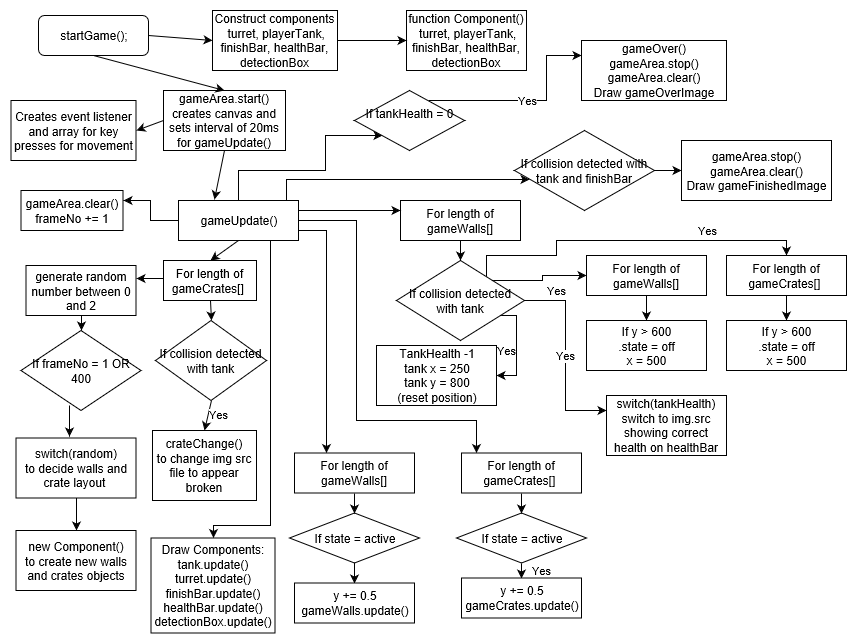 startGame();
Construct components
turret, playerTank,
finishBar, healthBar,
detectionBox
function Component()
turret, playerTank,
finishBar, healthBar,
detectionBox
gameOver()
gameArea.stop()
gameArea.clear()
Draw gameOverImage
Creates event listener
and array for key
presses for movement
gameArea.start()
creates canvas and
sets interval of 20ms
for gameUpdate()
If tankHealth = 0
Yes
If collision detected with
tank and finishBar
gameArea.stop()
gameArea.clear()
Draw gameFinishedImage
gameArea.clear()
frameNo += 1
gameUpdate()
For length of
gameWalls[]
Yes
generate random
number between 0
and 2
For length of
gameCrates[]
If collision detected
with tank
Yes
For length of
gameWalls[]
For length of
gameCrates[]
If frameNo = 1 OR
400
If collision detected
with tank
Yes
TankHealth -1
tank x = 250
tank y = 800
(reset position)
Yes
Yes
If y > 600
.state = off
x = 500
If y > 600
.state = off
x = 500
switch(tankHealth)
switch to img.src
showing correct
health on healthBar
switch(random)
to decide walls and
crate layout
crateChange()
to change img src
file to appear
broken
For length of
gameWalls[]
For length of
gameCrates[]
new Component()
to create new walls
and crates objects
Draw Components:
tank.update()
turret.update()
finishBar.update()
healthBar.update()
detectionBox.update()
If state = active
If state = active
Yes
y += 0.5
gameWalls.update()
y += 0.5
gameCrates.update()